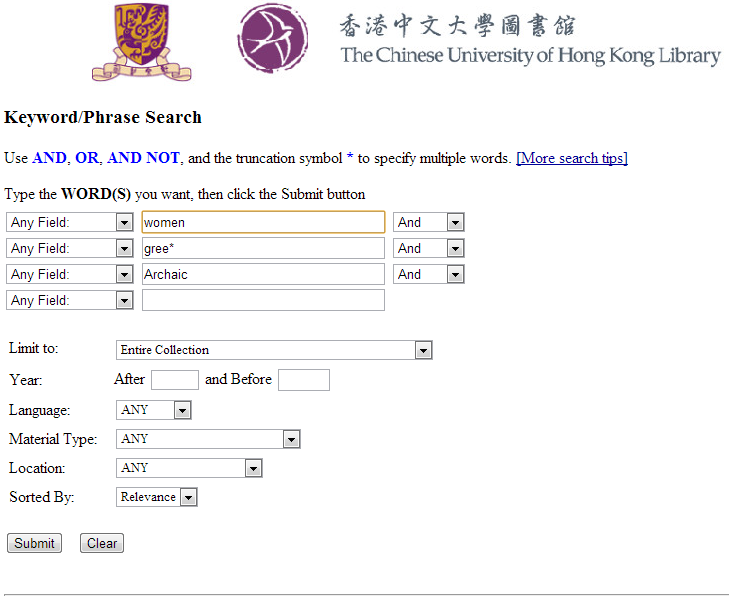 香港中文大學圖書館
The Chinese University of Hong Kong Library
Keyword/Phrase Search
Use AND, OR, AND NOT, and the truncation symbol * to specify multiple words. [More search tips]
Type the WORD(S) you want, then click the Submit button
Any Field: women And
Any Field: gree* And
Any Field: Archaic And
Any Field:
Limit to: Entire Collection
Year: After and Before
Language: ANY
Material Type: ANY
Location: ANY
Sorted By: Relevance
Submit Clear